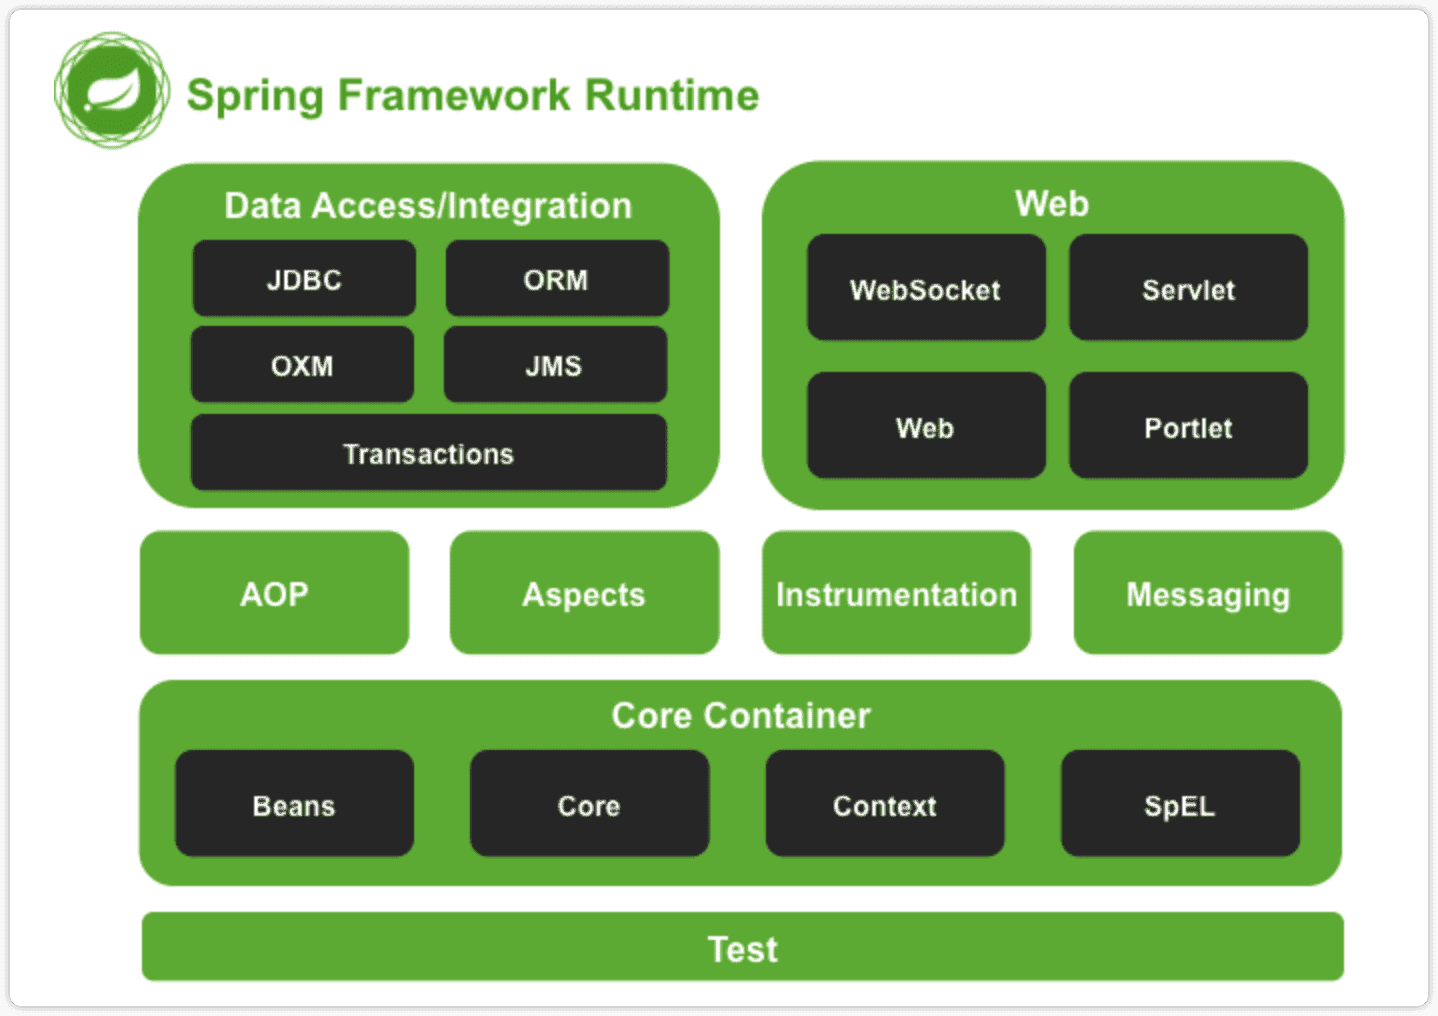 Spring Framework Runtime
Data Access/Integration
JDBC
ORM
OXM
JMS
Transactions
Web
WebSocket
Servlet
Web
Portlet
AOP
Aspects
Instrumentation
Messaging
Core Container
Beans
Core
Context
SpEL
Test